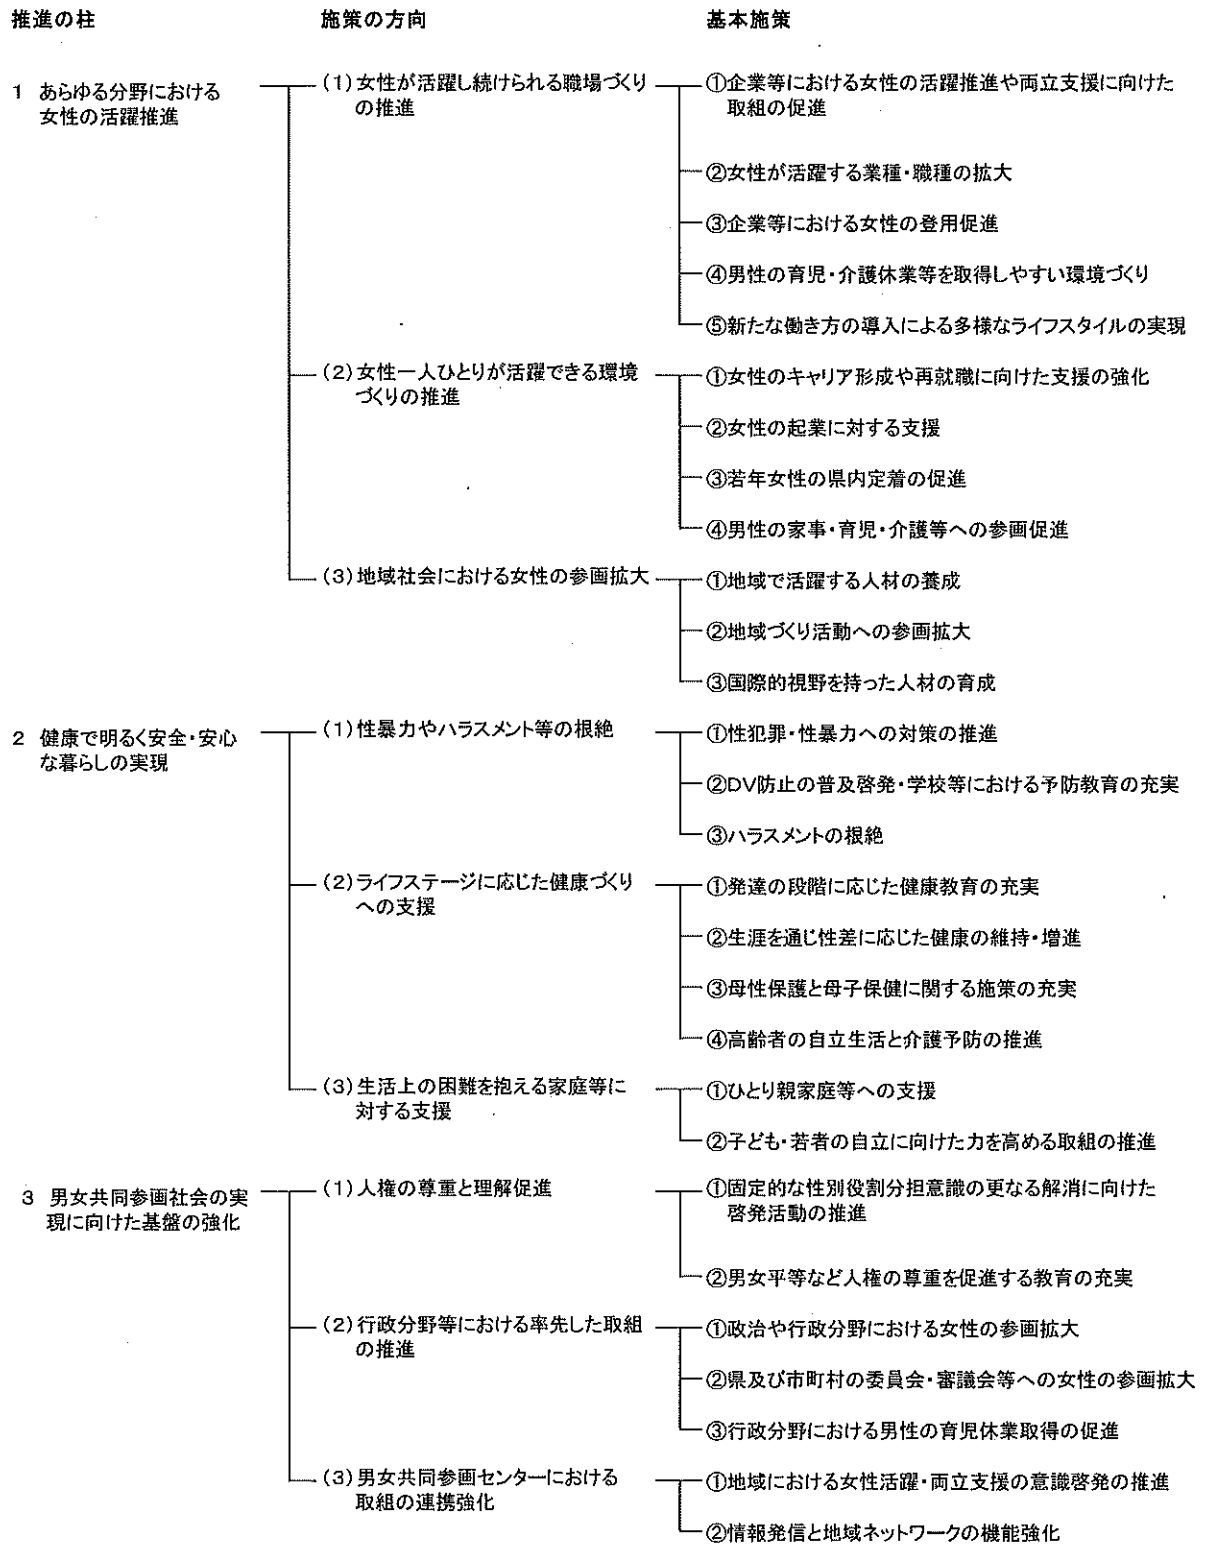 推進の柱
施策の方向
基本施策
1 あらゆる分野における
女性の活躍推進
(1)女性が活躍し続けられる職場づくり
の推進
①企業等における女性の活躍推進や両立支援に向けた
取組の促進
②女性が活躍する業種・職種の拡大
③企業等における女性の登用促進
④男性の育児・介護休業等を取得しやすい環境づくり
⑤新たな働き方の導入による多様なライフスタイルの実現
(2)女性一人ひとりが活躍できる環境
づくりの推進
①女性のキャリア形成や再就職に向けた支援の強化
②女性の起業に対する支援
③若年女性の県内定着の促進
④男性の家事・育児・介護等への参画促進
(3)地域社会における女性の参画拡大
①地域で活躍する人材の養成
②地域づくり活動への参画拡大
③国際的視野を持った人材の育成
2 健康で明るく安全・安心
な暮らしの実現
(1)性暴力やハラスメント等の根絶
①性犯罪・性暴力への対策の推進
②DV防止の普及啓発・学校等における予防教育の充実
③ハラスメントの根絶
(2)ライフステージに応じた健康づくり
への支援
①発達の段階に応じた健康教育の充実
②生涯を通じ性差に応じた健康の維持・増進
③母性保護と母子保健に関する施策の充実
④高齢者の自立生活と介護予防の推進
(3)生活上の困難を抱える家庭等に
対する支援
①ひとり親家庭等への支援
②子ども・若者の自立に向けた力を高める取組の推進
3 男女共同参画社会の実
現に向けた基盤の強化
(1)人権の尊重と理解促進
①固定的な性別役割分担意識の更なる解消に向けた
啓発活動の推進
②男女平等など人権の尊重を促進する教育の充実
(2)行政分野等における率先した取組
の推進
①政治や行政分野における女性の参画拡大
②県及び市町村の委員会・審議会等への女性の参画拡大
③行政分野における男性の育児休業取得の促進
(3)男女共同参画センターにおける
取組の連携強化
①地域における女性活躍・両立支援の意識啓発の推進
②情報発信と地域ネットワークの機能強化